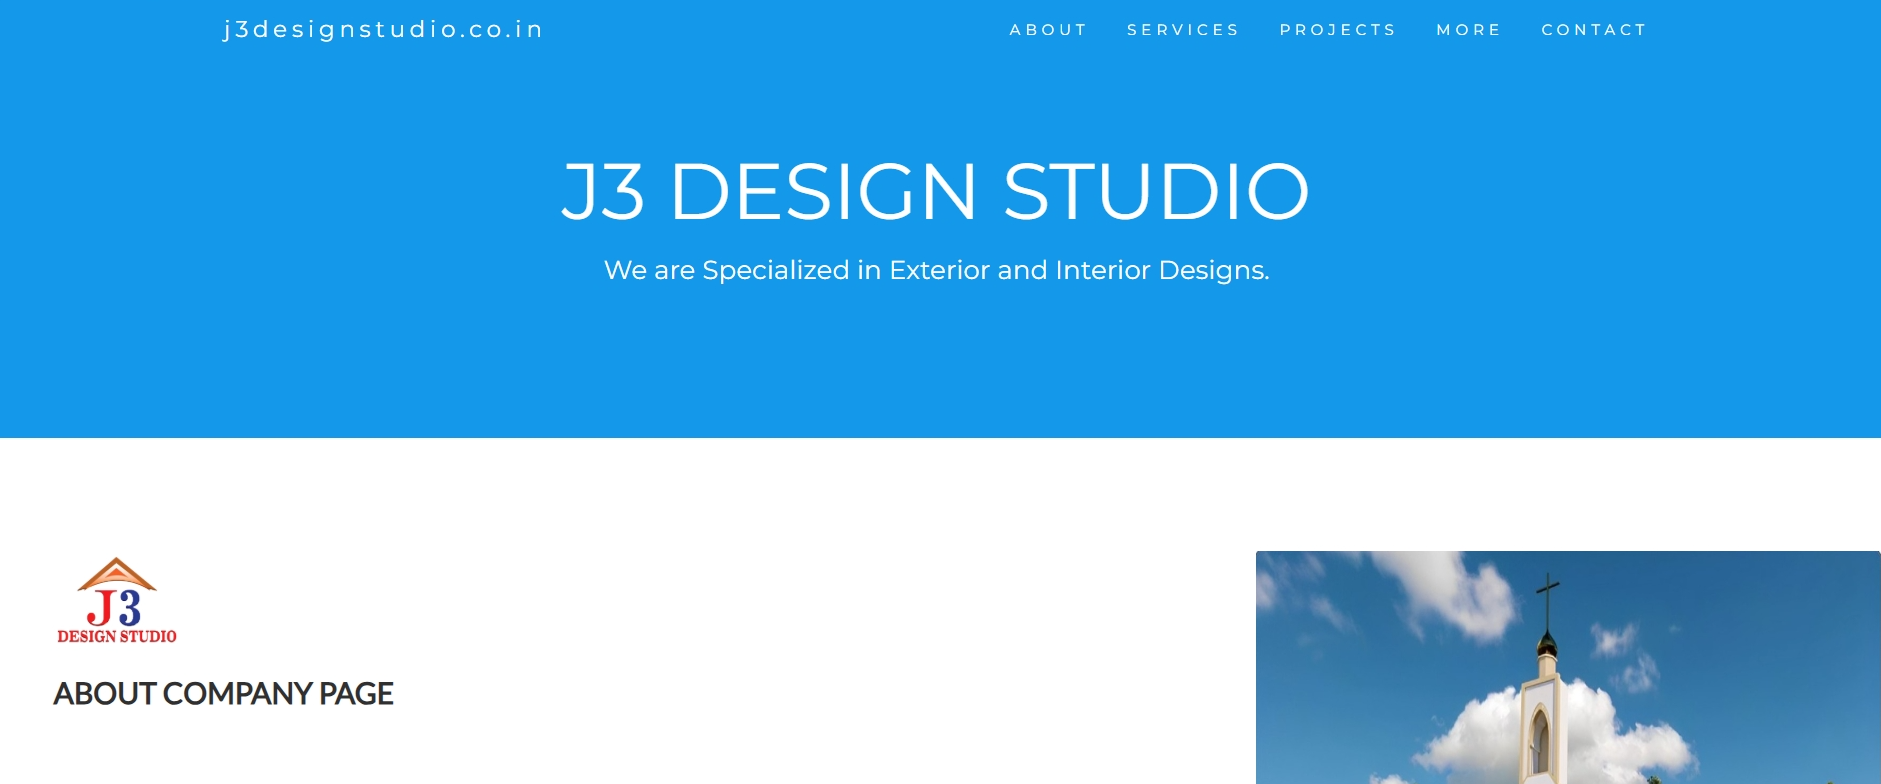 j3designstudio.co.in
ABOUT SERVICES PROJECTS MORE CONTACT
J3 DESIGN STUDIO
We are Specialized in Exterior and Interior Designs.
J3
DESIGN STUDIO
ABOUT COMPANY PAGE